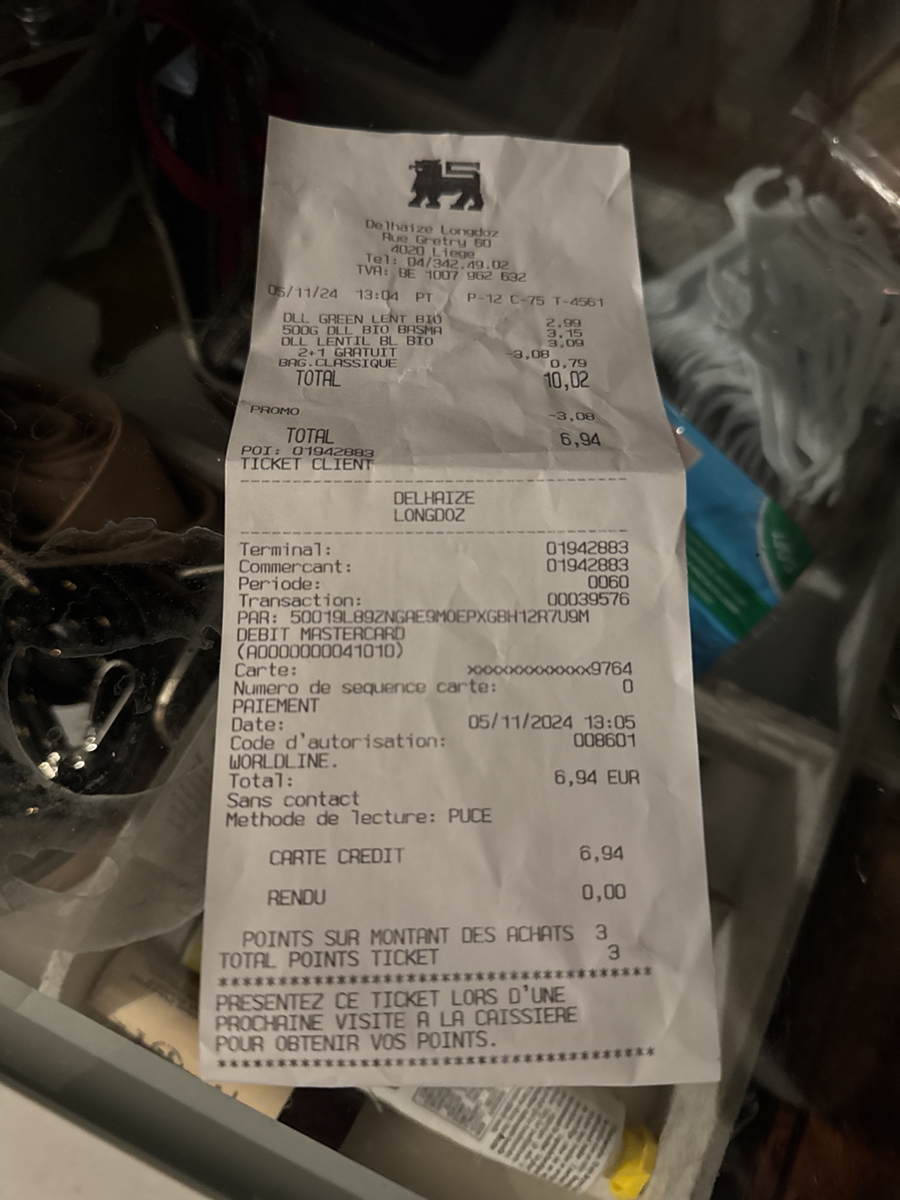 Delhaize Longdoz
Rue Gretry 60
4020 Liege
Tel: 04/342.49.02
TVA: BE 1007 962 632
05/11/24 13:04 PT P-12 C-75 T-4561
DLL GREEN LENT BIO 2,99
500G DLL BIO BASMA 3,15
DLL LENTIL BL BIO 3,09
2+1 GRATUIT -3,08
BAG.CLASSIQUE 0,79
TOTAL 10,02
PROMO -3,08
TOTAL 6,94
POI: 01942883
TICKET CLIENT
DELHAIZE
LONGDOZ
Terminal: 01942883
Commercant: 01942883
Periode: 0060
Transaction: 00039576
PAR: 50019L89ZNGAE9M0EPXGBH12R7U9M
DEBIT MASTERCARD
(A0000000041010)
Carte: xxxxxxxxxxxx9764
Numero de sequence carte: 0
PAIEMENT
Date: 05/11/2024 13:05
Code d'autorisation: 008601
WORLDLINE.
Total: 6,94 EUR
Sans contact
Methode de lecture: PUCE
CARTE CREDIT 6,94
RENDU 0,00
POINTS SUR MONTANT DES ACHATS 3
TOTAL POINTS TICKET 3
****************************************
PRESENTEZ CE TICKET LORS D'UNE
PROCHAINE VISITE A LA CAISSIERE
POUR OBTENIR VOS POINTS.
****************************************